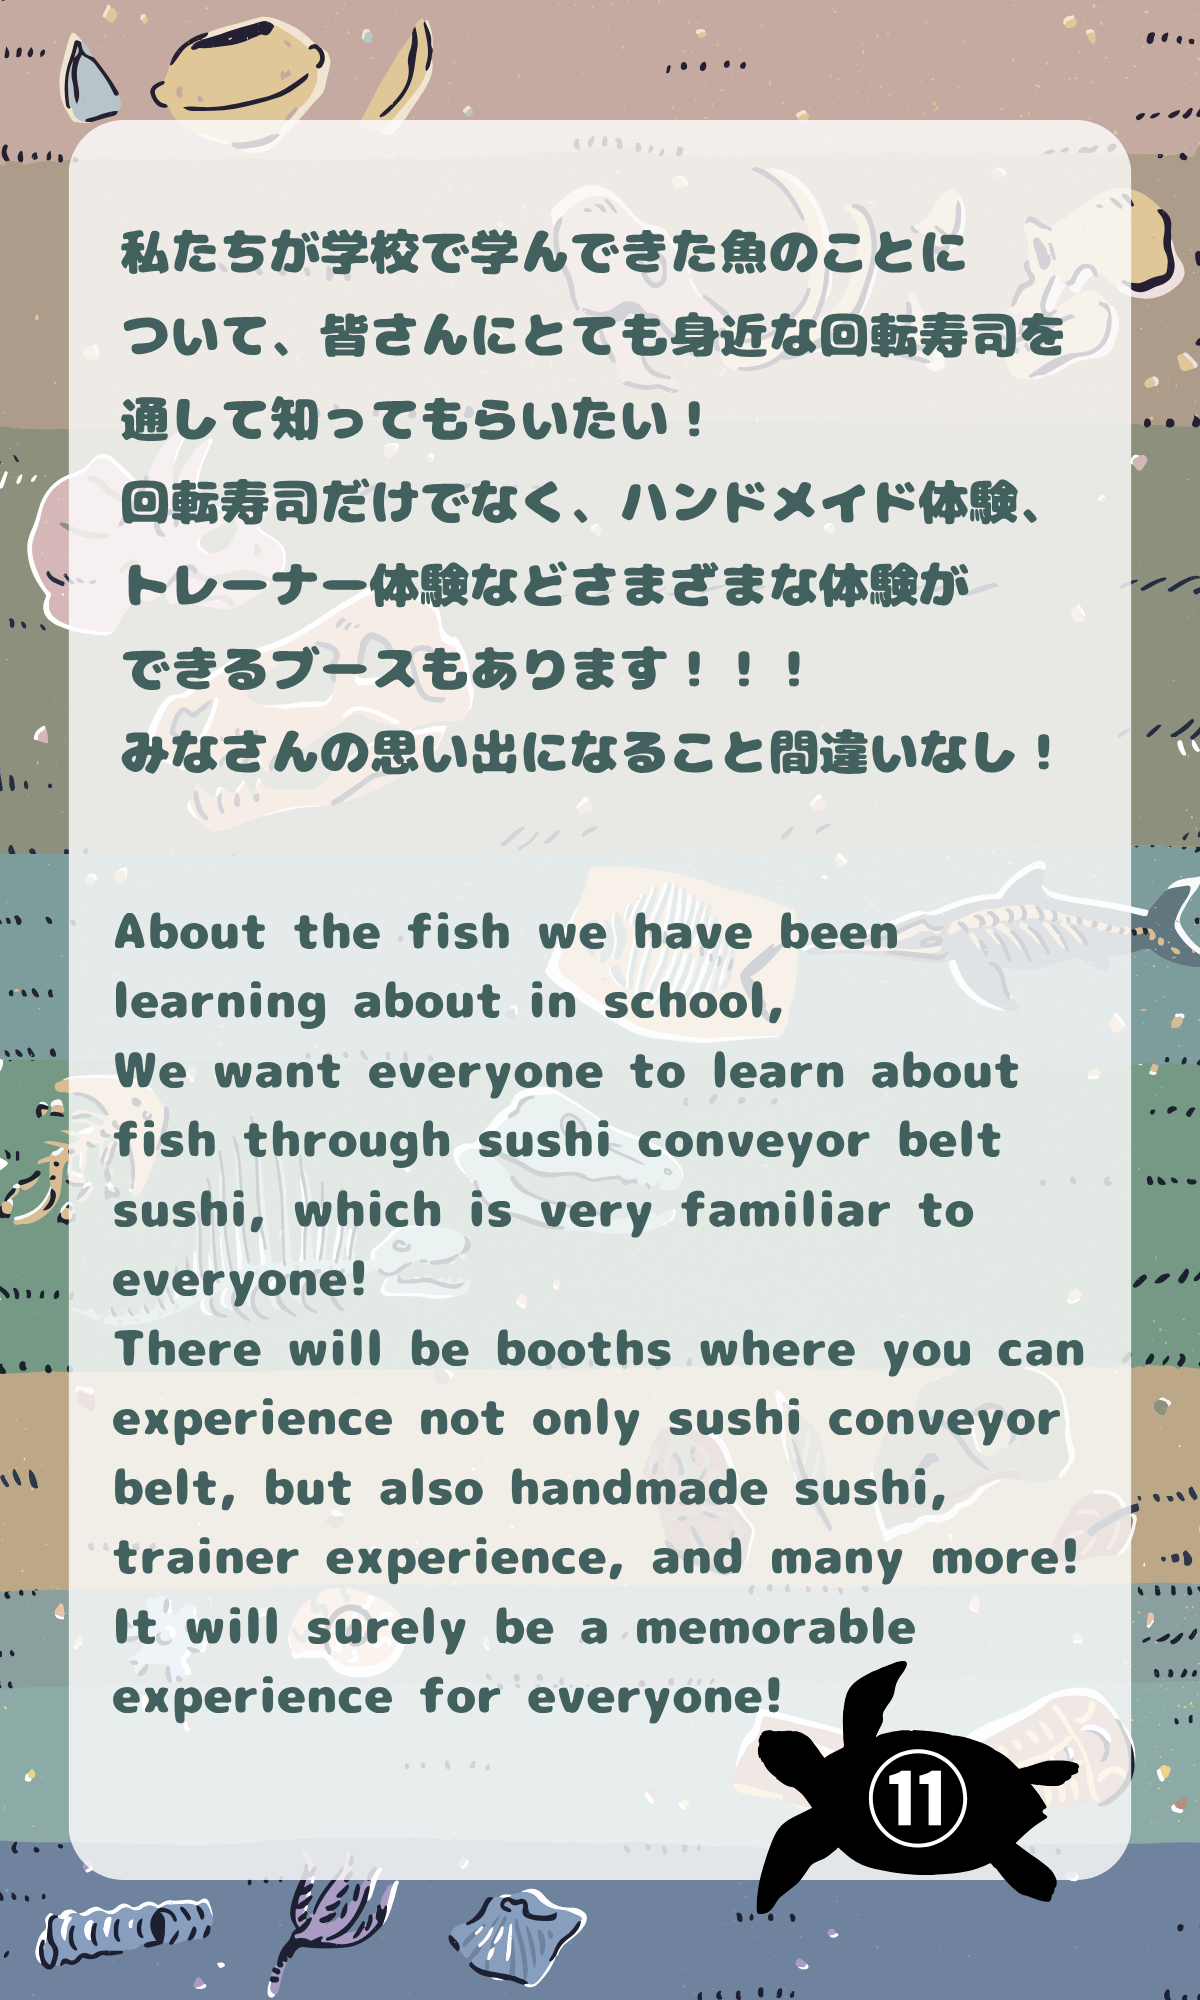 私たちが学校で学んできた魚のことに
ついて、皆さんにとても身近な回転寿司を
通して知ってもらいたい！
回転寿司だけでなく、ハンドメイド体験、
トレーナー体験などさまざまな体験が
できるブースもあります！！！
みなさんの思い出になること間違いなし！
About the fish we have been
learning about in school,
We want everyone to learn about
fish through sushi conveyor belt
sushi, which is very familiar to
everyone!
There will be booths where you can
experience not only sushi conveyor
belt, but also handmade sushi,
trainer experience, and many more!
It will surely be a memorable
experience for everyone!
⑪